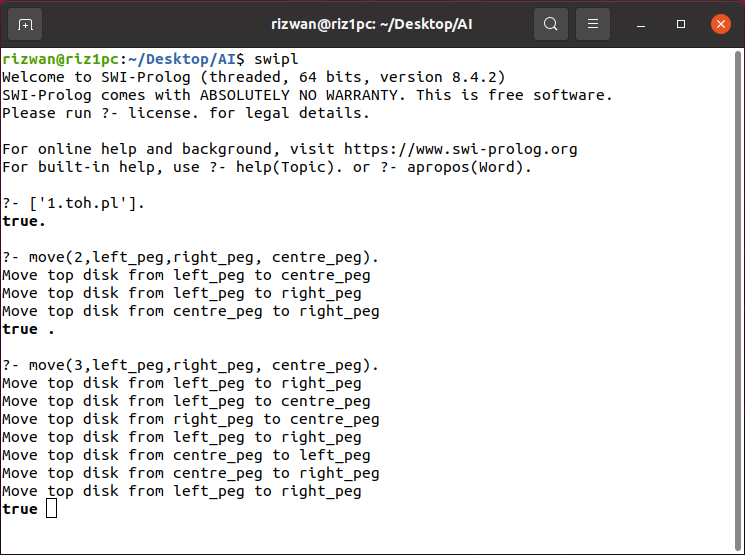 rizwan@riz1pc: ~/Desktop/AI
rizwan@riz1pc:~/Desktop/AI$ swipl
Welcome to SWI-Prolog (threaded, 64 bits, version 8.4.2)
SWI-Prolog comes with ABSOLUTELY NO WARRANTY. This is free software.
Please run ?- license. for legal details.
For online help and background, visit https://www.swi-prolog.org
For built-in help, use ?- help(Topic). or ?- apropos(Word).
?- ['1.toh.pl'].
true.
?- move(2,left_peg,right_peg, centre_peg).
Move top disk from left_peg to centre_peg
Move top disk from left_peg to right_peg
Move top disk from centre_peg to right_peg
true .
?- move(3,left_peg,right_peg, centre_peg).
Move top disk from left_peg to right_peg
Move top disk from left_peg to centre_peg
Move top disk from right_peg to centre_peg
Move top disk from left_peg to right_peg
Move top disk from centre_peg to left_peg
Move top disk from centre_peg to right_peg
Move top disk from left_peg to right_peg
true